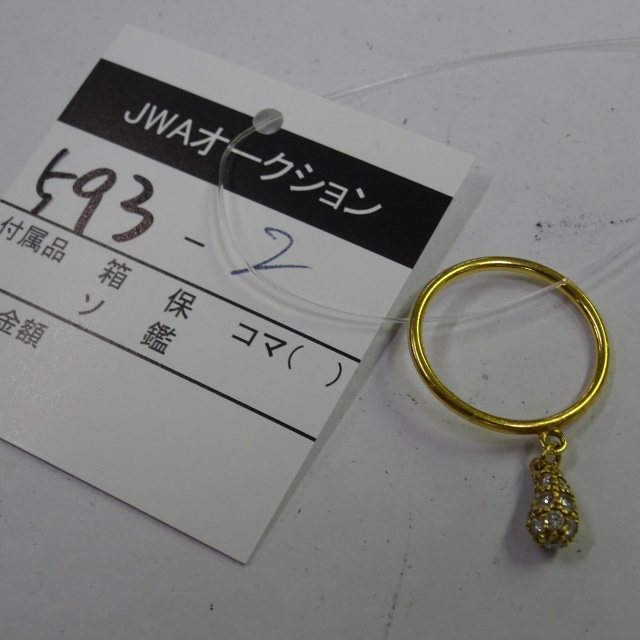 JWAオークション
593-2
付属品 箱 保 コマ( )
ソ 鑑
金額